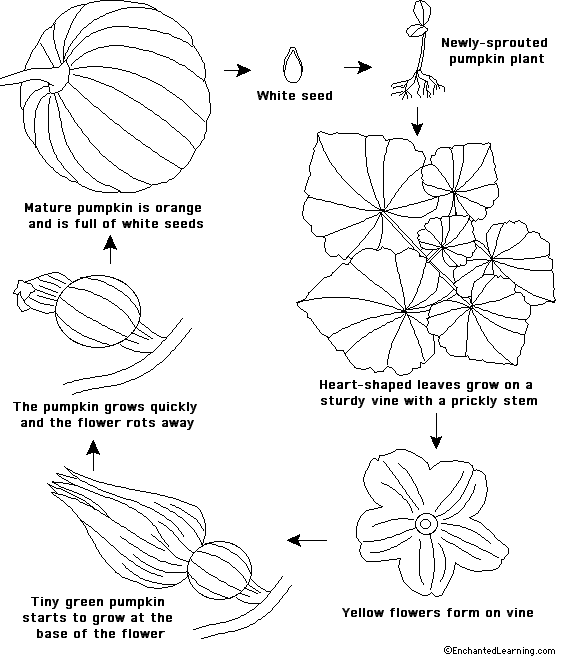 White seed
Newly-sprouted
pumpkin plant
Mature pumpkin is orange
and is full of white seeds
Heart-shaped leaves grow on a
sturdy vine with a prickly stem
The pumpkin grows quickly
and the flower rots away
Tiny green pumpkin
starts to grow at the
base of the flower
Yellow flowers form on vine
©EnchantedLearning.com